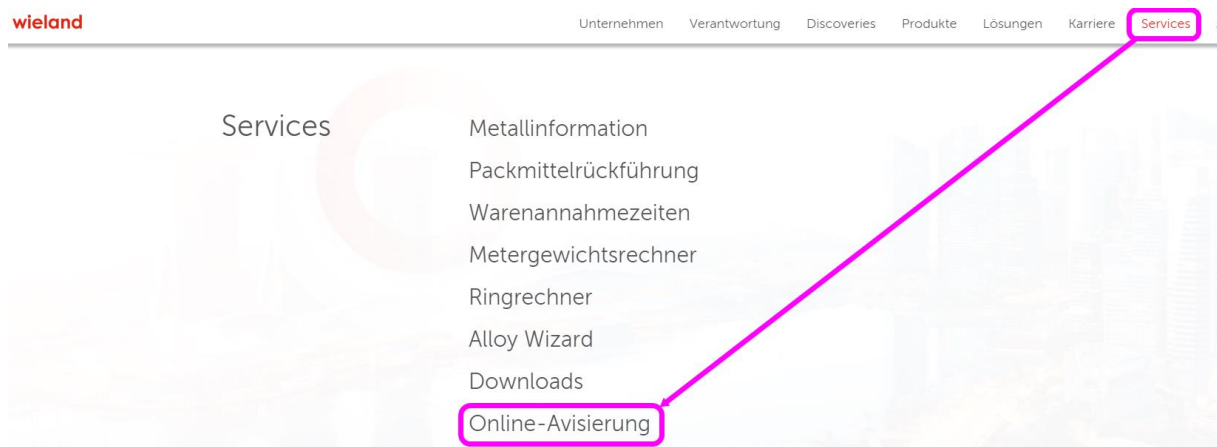 wieland Unternehmen Verantwortung Discoveries Produkte Lösungen Karriere Services
Services
Metallinformation
Packmittelrückführung
Warenannahmezeiten
Metergewichtsrechner
Ringrechner
Alloy Wizard
Downloads
Online-Avisierung